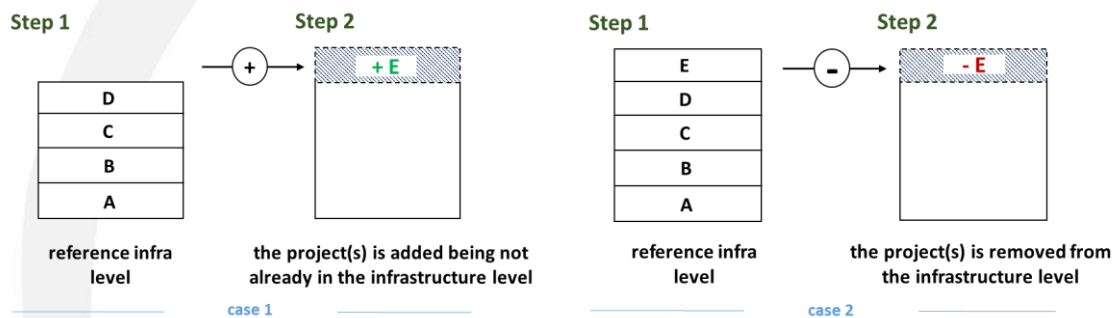 Step 1
Step 2
+
+ E
D
C
B
A
reference infra
level
the project(s) is added being not
already in the infrastructure level
case 1
Step 1
Step 2
-
- E
E
D
C
B
A
reference infra
level
the project(s) is removed from
the infrastructure level
case 2